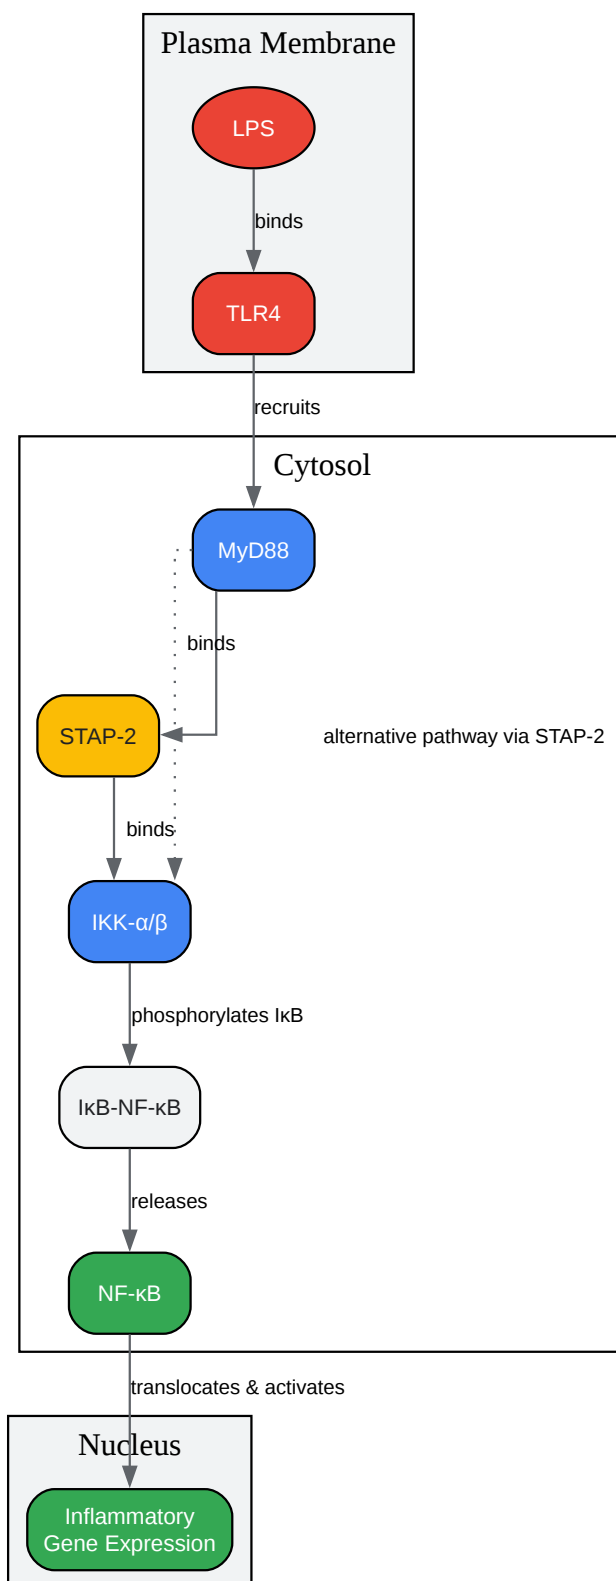 Plasma Membrane
LPS
binds
TLR4
recruits
Cytosol
MyD88
binds
STAP-2
alternative pathway via STAP-2
binds
IKK-α/β
phosphorylates IκB
IκB-NF-κB
releases
NF-κB
translocates & activates
Nucleus
Inflammatory
Gene Expression